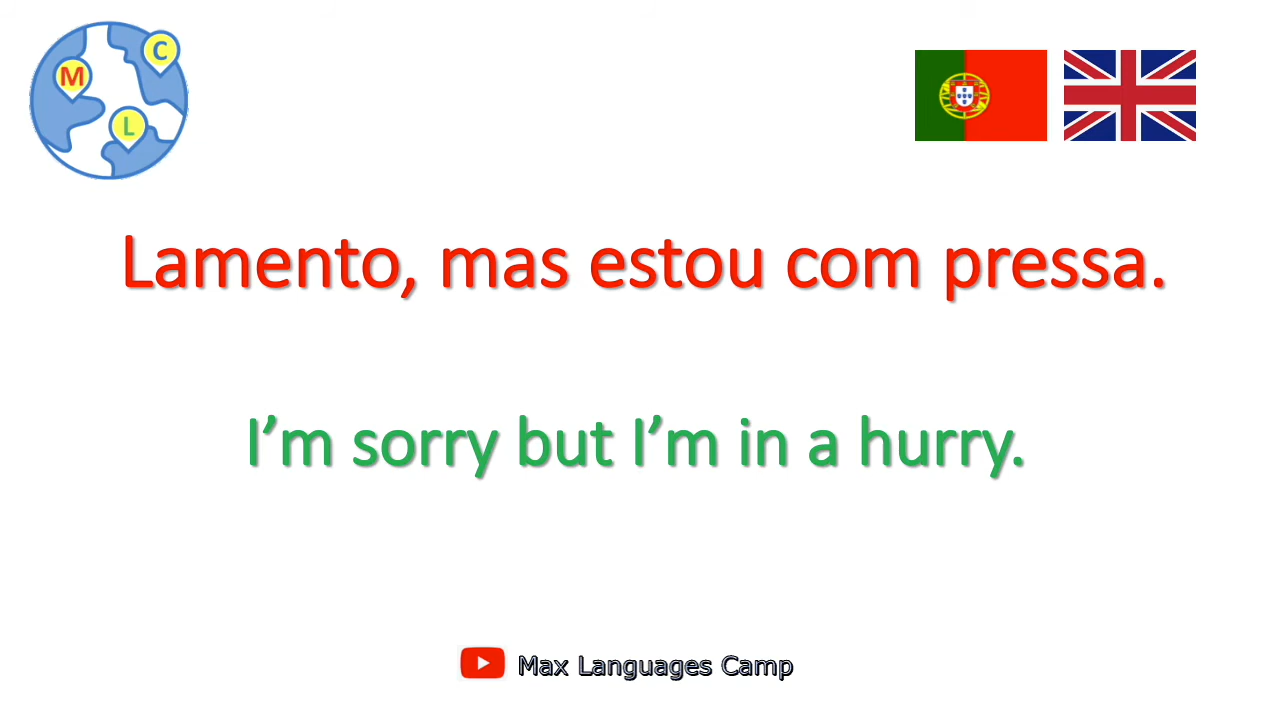 M
C
L
Lamento, mas estou com pressa.
I’m sorry but I’m in a hurry.
Max Languages Camp